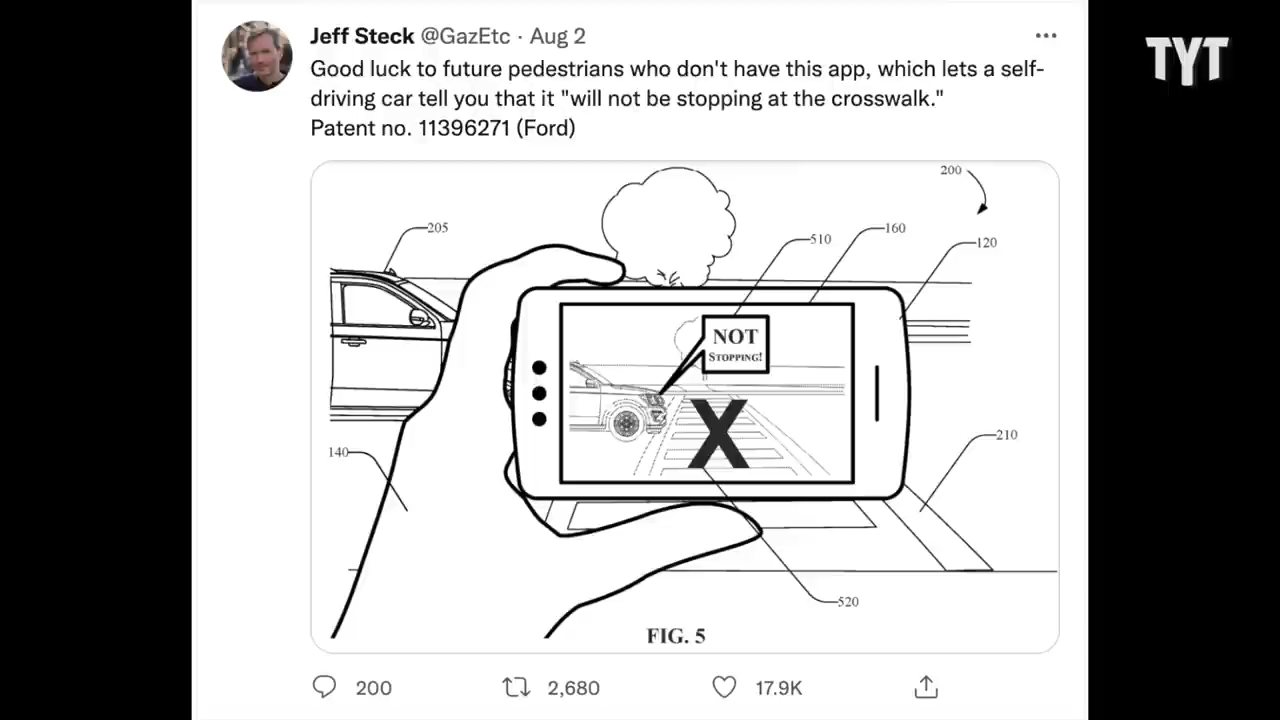 Jeff Steck @GazEtc · Aug 2
TYT
Good luck to future pedestrians who don't have this app, which lets a self-
driving car tell you that it "will not be stopping at the crosswalk."
Patent no. 11396271 (Ford)
200
205
510
160
120
NOT
STOPPING!
X
140
210
520
FIG. 5
200 2,680 17.9K